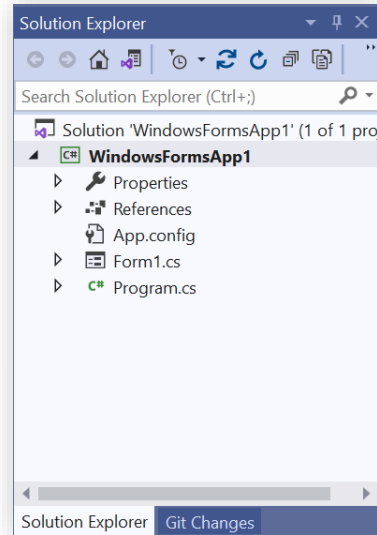 Solution Explorer
Search Solution Explorer (Ctrl+;)
Solution 'WindowsFormsApp1' (1 of 1 proj
C# WindowsFormsApp1
Properties
References
App.config
Form1.cs
C# Program.cs
Solution Explorer Git Changes